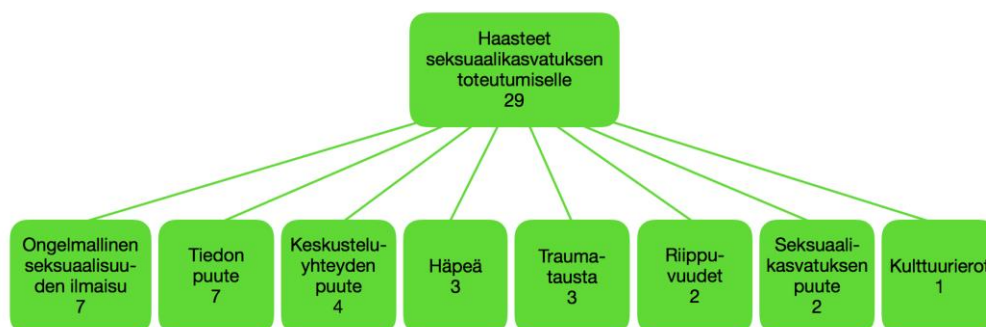 Haasteet
seksuaalikasvatuksen
toteutumiselle
29
Ongelmallinen
seksuaalisuu-
den ilmaisu
7
Tiedon
puute
7
Keskustelu-
yhteyden
puute
4
Häpeä
3
Trauma-
tausta
3
Riippu-
vuudet
2
Seksuaali-
kasvatuksen
puute
2
Kulttuurierot
1